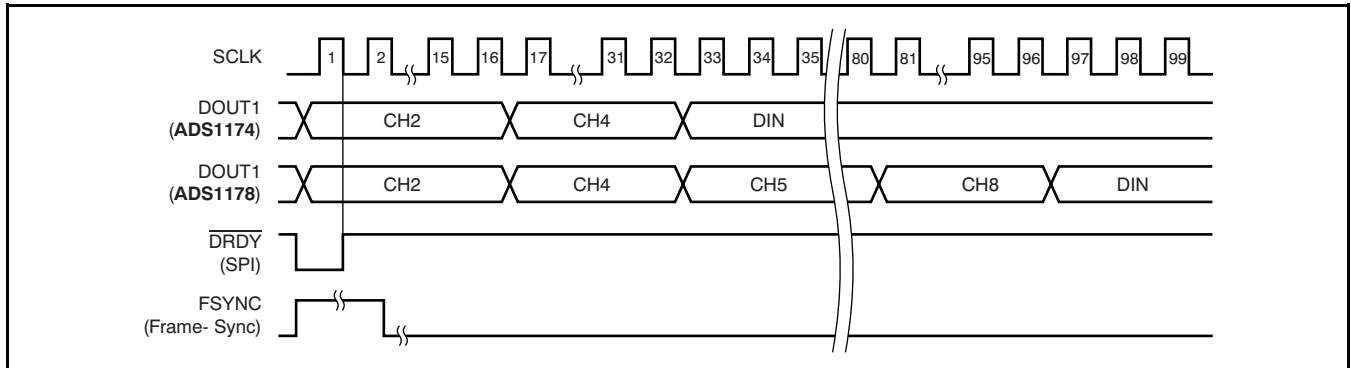 SCLK
1 2 15 16 17 31 32 33 34 35 80 81 95 96 97 98 99
DOUT1
(ADS1174)
CH2 CH4 DIN
DOUT1
(ADS1178)
CH2 CH4 CH5 CH8 DIN
DRDY
(SPI)
FSYNC
(Frame- Sync)